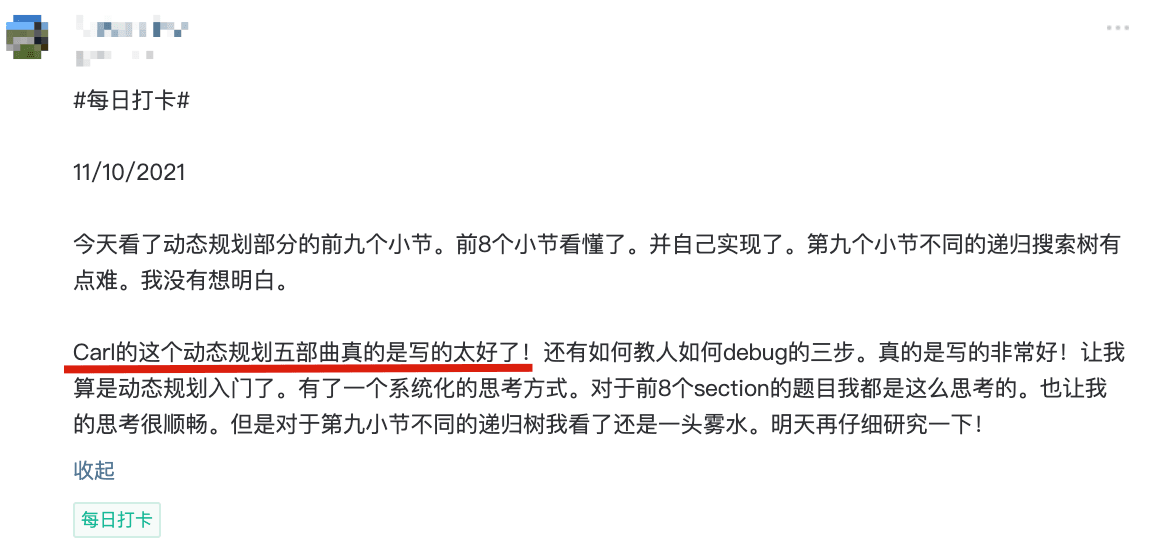 #每日打卡#
11/10/2021
今天看了动态规划部分的前九个小节。前8个小节看懂了。并自己实现了。第九个小节不同的递归搜索树有
点难。我没有想明白。
Carl的这个动态规划五部曲真的是写的太好了！还有如何教人如何debug的三步。真的是写的非常好！让我
算是动态规划入门了。有了一个系统化的思考方式。对于前8个section的题目我都是这么思考的。也让我
的思考很顺畅。但是对于第九小节不同的递归树我看了还是一头雾水。明天再仔细研究一下！
收起
每日打卡